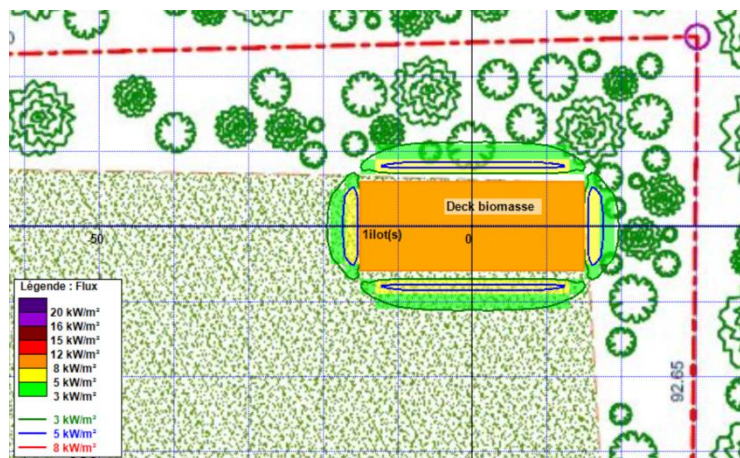 Deck biomasse
1ilot(s)
-50
0
Légende : Flux
20 kW/m²
16 kW/m²
15 kW/m²
12 kW/m²
8 kW/m²
5 kW/m²
3 kW/m²
3 kW/m²
5 kW/m²
8 kW/m²
92.65